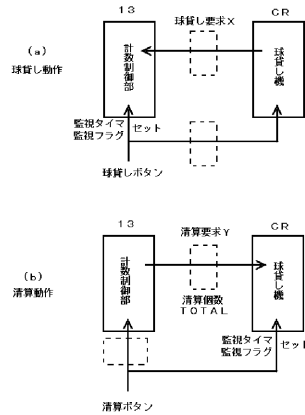 13
CR
球貸し要求X
(a)
球貸し動作
計数制御部
球貸し機
監視タイマ
監視フラグ
セット
球貸しボタン
13
CR
清算要求Y
(b)
清算動作
計数制御部
球貸し機
清算個数
TOTAL
監視タイマ
監視フラグ
セット
清算ボタン